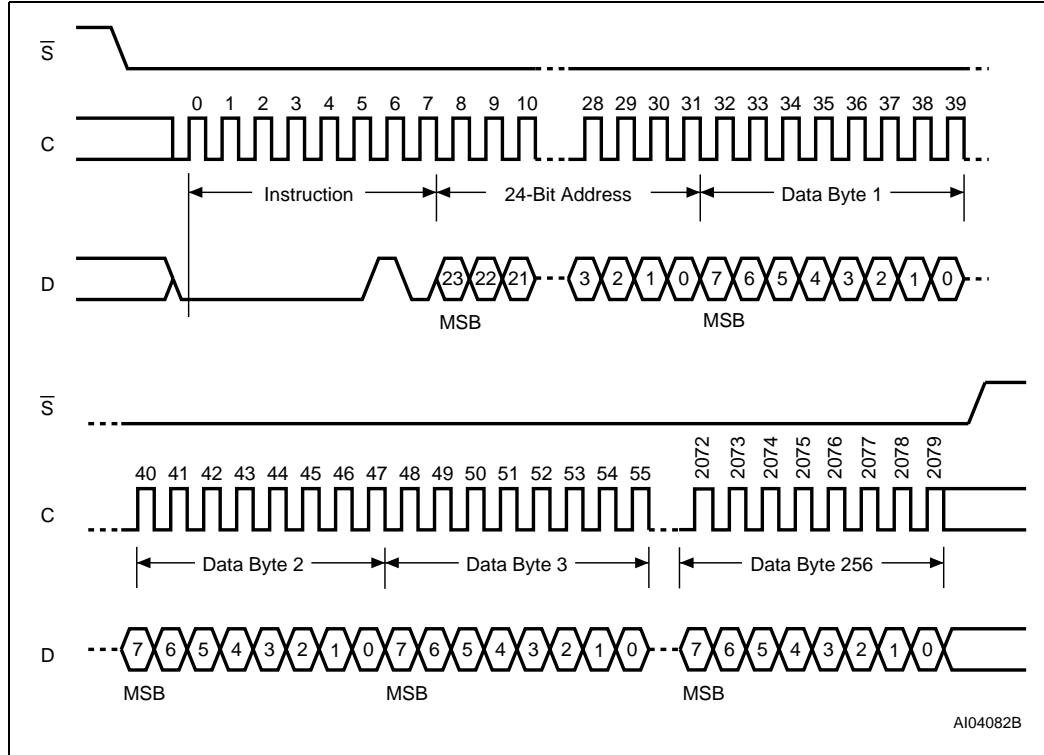 S
0 1 2 3 4 5 6 7 8 9 10 28 29 30 31 32 33 34 35 36 37 38 39
C
Instruction 24-Bit Address Data Byte 1
D 23 22 21 3 2 1 0 7 6 5 4 3 2 1 0
MSB MSB
S
40 41 42 43 44 45 46 47 48 49 50 51 52 53 54 55 2072 2073 2074 2075 2076 2077 2078 2079
C
Data Byte 2 Data Byte 3 Data Byte 256
D 7 6 5 4 3 2 1 0 7 6 5 4 3 2 1 0 7 6 5 4 3 2 1 0
MSB MSB MSB
AI04082B